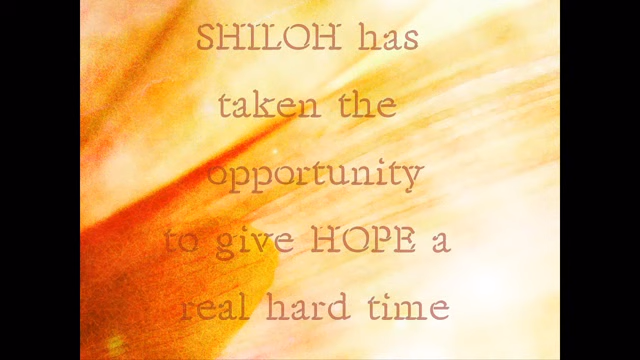 SHILOH has
taken the
opportunity
to give HOPE a
real hard time